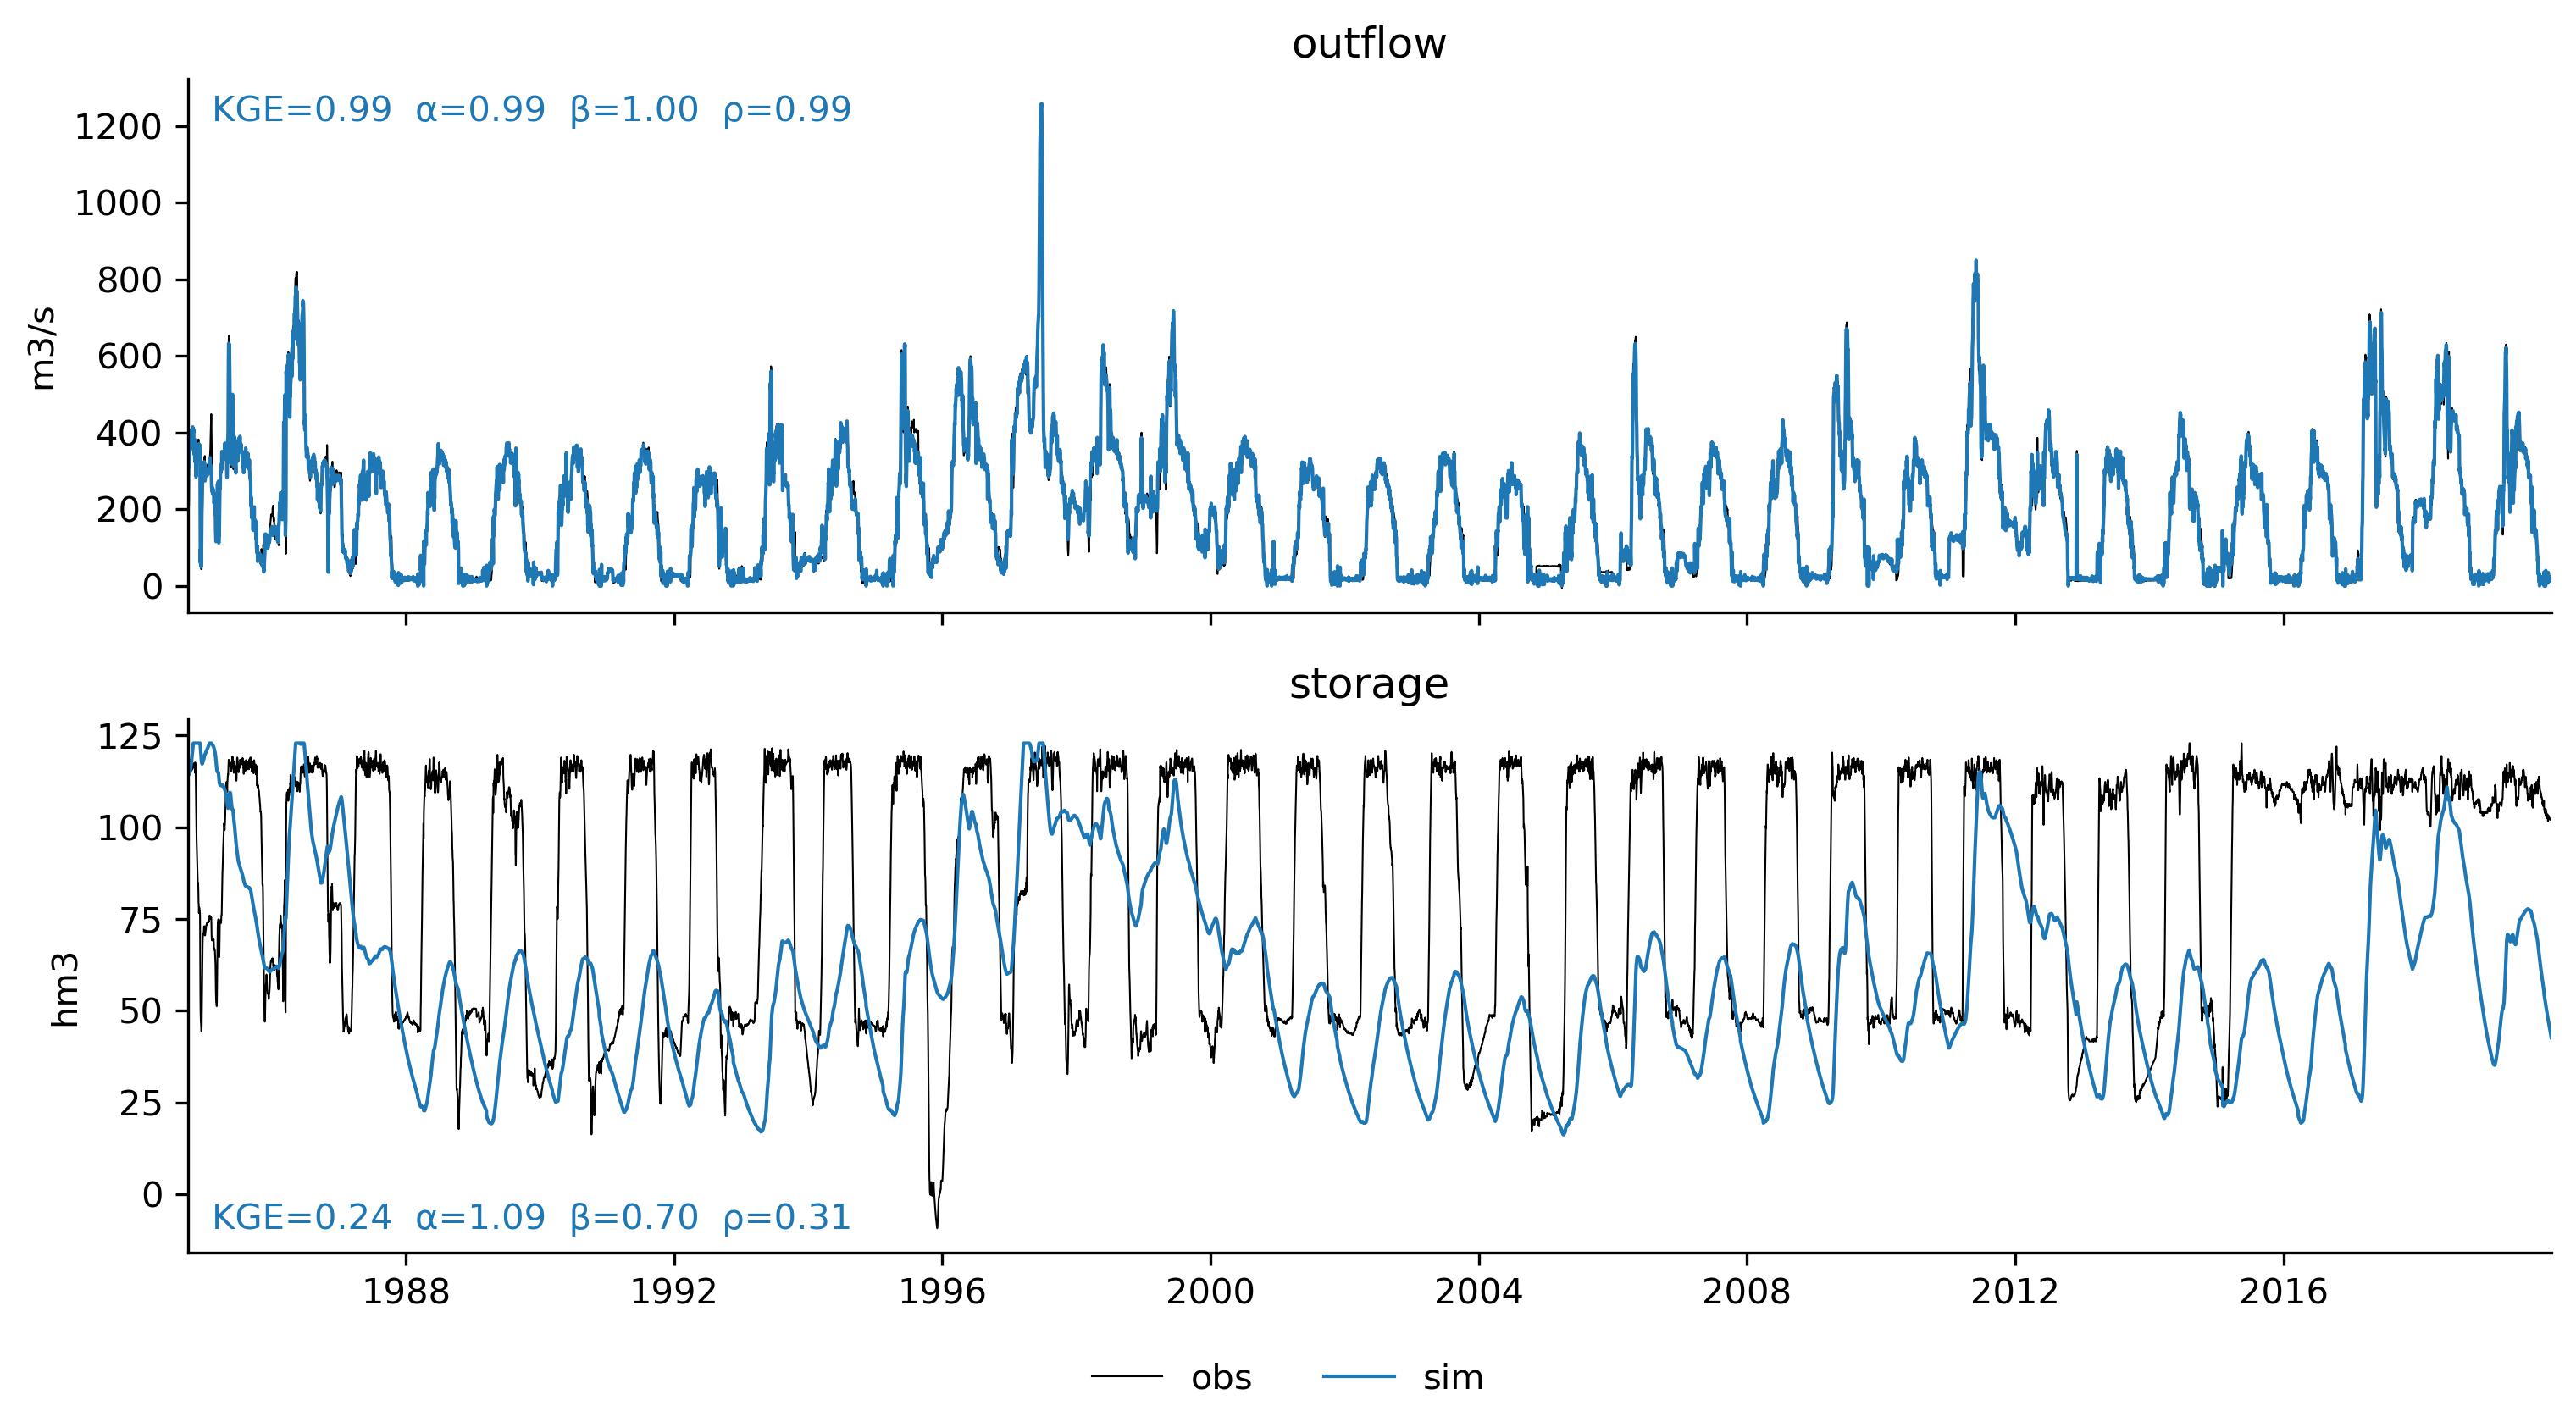 outflow
KGE=0.99 α=0.99 β=1.00 ρ=0.99
1200
1000
800
600
400
200
0
m3/s
storage
125
100
75
50
25
0
hm3
KGE=0.24 α=1.09 β=0.70 ρ=0.31
1988 1992 1996 2000 2004 2008 2012 2016
obs sim